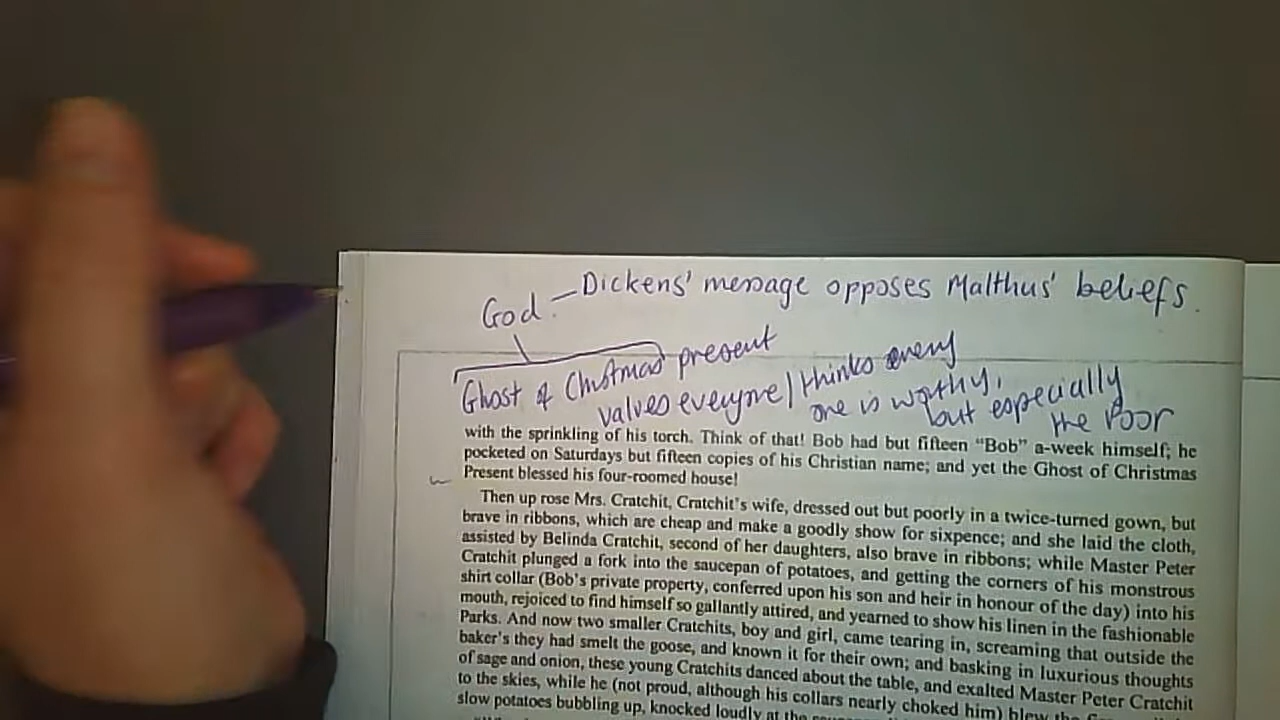 God - Dickens' message opposes Malthus' beliefs.
Ghost of Christmas present
values everyone / thinks every
one is worthy,
but especially
the Poor
with the sprinkling of his torch. Think of that! Bob had but fifteen “Bob” a-week himself; he
pocketed on Saturdays but fifteen copies of his Christian name; and yet the Ghost of Christmas
Present blessed his four-roomed house!
Then up rose Mrs. Cratchit, Cratchit's wife, dressed out but poorly in a twice-turned gown, but
brave in ribbons, which are cheap and make a goodly show for sixpence; and she laid the cloth,
assisted by Belinda Cratchit, second of her daughters, also brave in ribbons; while Master Peter
Cratchit plunged a fork into the saucepan of potatoes, and getting the corners of his monstrous
shirt collar (Bob's private property, conferred upon his son and heir in honour of the day) into his
mouth, rejoiced to find himself so gallantly attired, and yearned to show his linen in the fashionable
Parks. And now two smaller Cratchits, boy and girl, came tearing in, screaming that outside the
baker's they had smelt the goose, and known it for their own; and basking in luxurious thoughts
of sage and onion, these young Cratchits danced about the table, and exalted Master Peter Cratchit
to the skies, while he (not proud, although his collars nearly choked him) blew the
slow potatoes bubbling up, knocked loudly at the